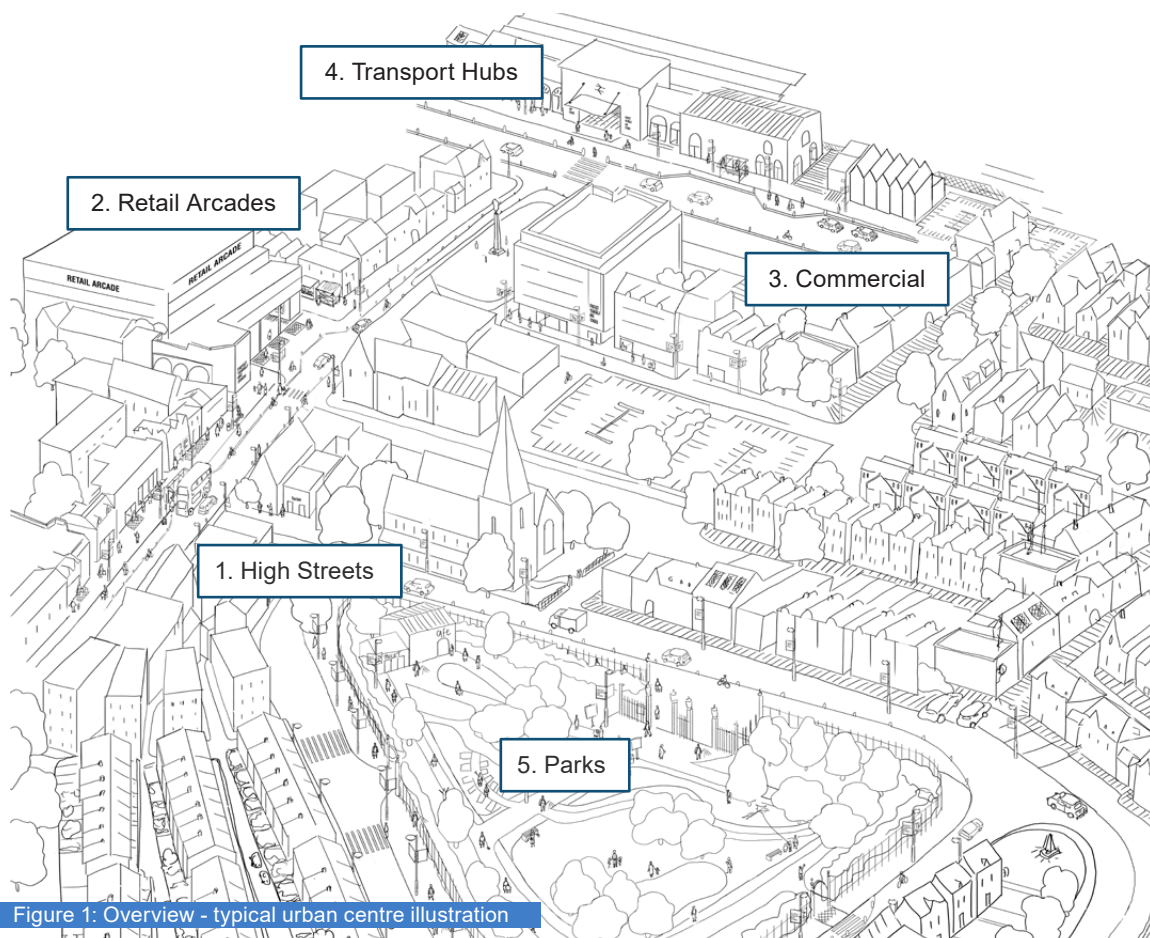 4. Transport Hubs
2. Retail Arcades
RETAIL ARCADE
RETAIL ARCADE
3. Commercial
1. High Streets
5. Parks
Figure 1: Overview - typical urban centre illustration